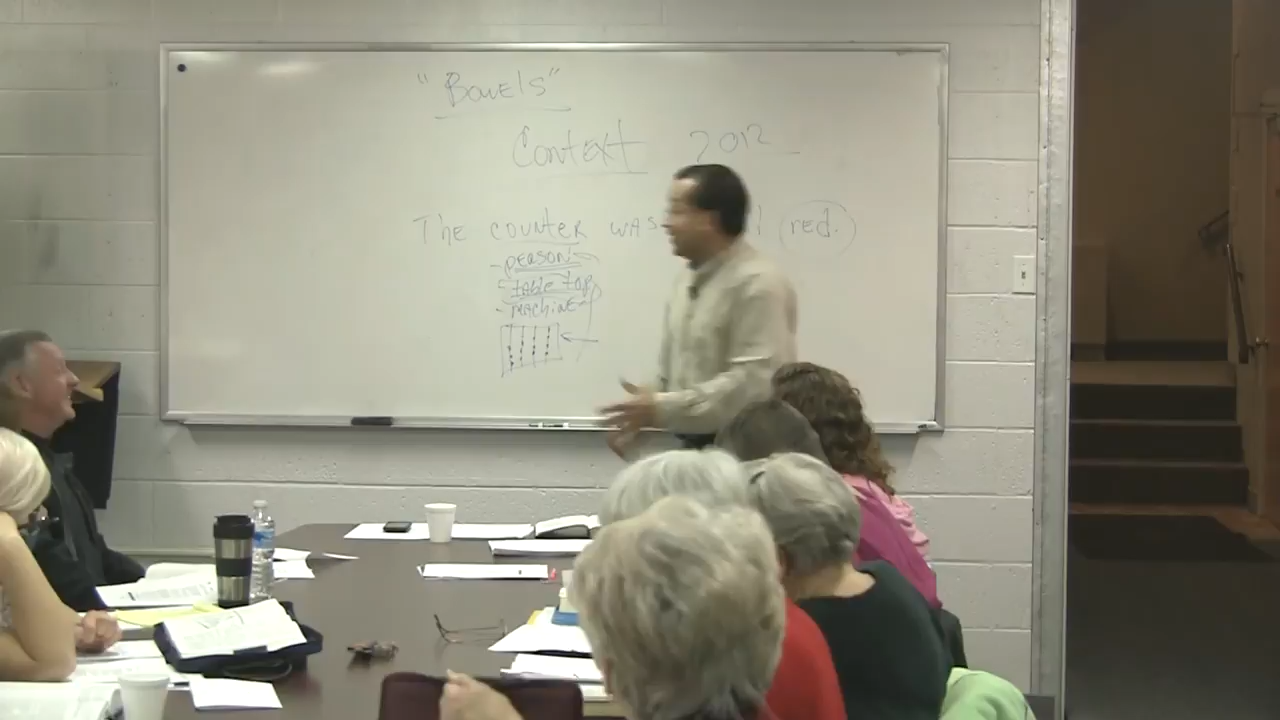 "Bowels"
Context 2012
The counter was red.
- person
- table top
- machine